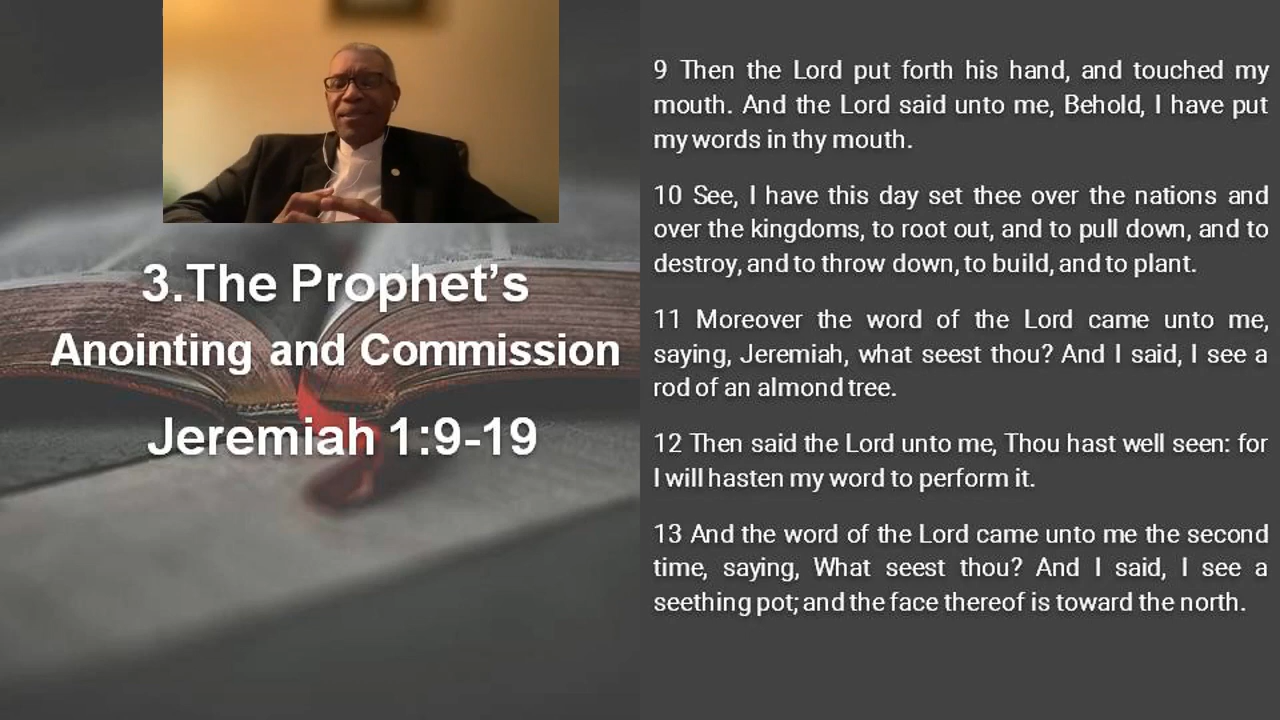 3.The Prophet's
Anointing and Commission
Jeremiah 1:9-19
9 Then the Lord put forth his hand, and touched my
mouth. And the Lord said unto me, Behold, I have put
my words in thy mouth.
10 See, I have this day set thee over the nations and
over the kingdoms, to root out, and to pull down, and to
destroy, and to throw down, to build, and to plant.
11 Moreover the word of the Lord came unto me,
saying, Jeremiah, what seest thou? And I said, I see a
rod of an almond tree.
12 Then said the Lord unto me, Thou hast well seen: for
I will hasten my word to perform it.
13 And the word of the Lord came unto me the second
time, saying, What seest thou? And I said, I see a
seething pot; and the face thereof is toward the north.